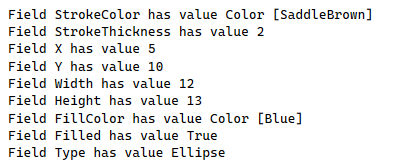 Field StrokeColor has value Color [SaddleBrown]
Field StrokeThickness has value 2
Field X has value 5
Field Y has value 10
Field Width has value 12
Field Height has value 13
Field FillColor has value Color [Blue]
Field Filled has value True
Field Type has value Ellipse